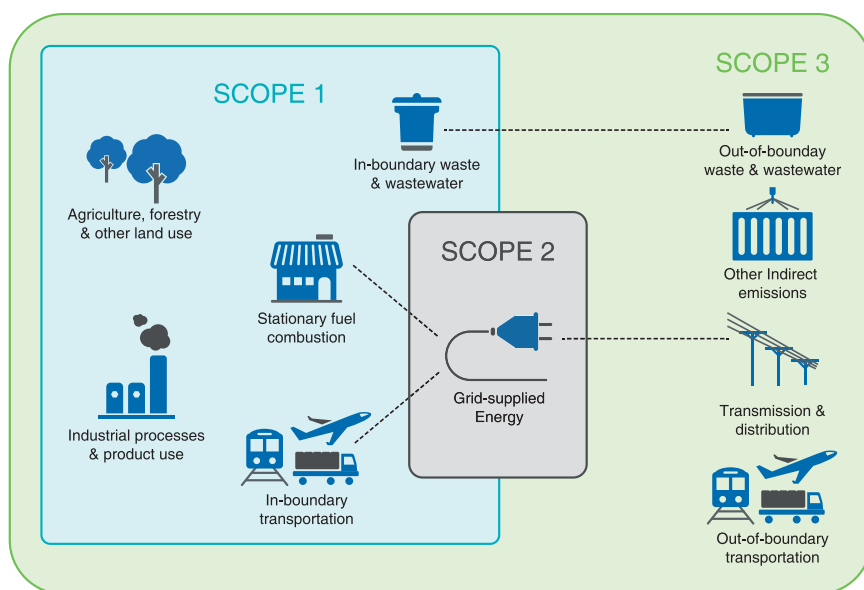 SCOPE 1
SCOPE 3
In-boundary waste
& wastewater
Out-of-bounday
waste & wastewater
Agriculture, forestry
& other land use
SCOPE 2
Other Indirect
emissions
Stationary fuel
combustion
Grid-supplied
Energy
Transmission &
distribution
Industrial processes
& product use
In-boundary
transportation
Out-of-boundary
transportation